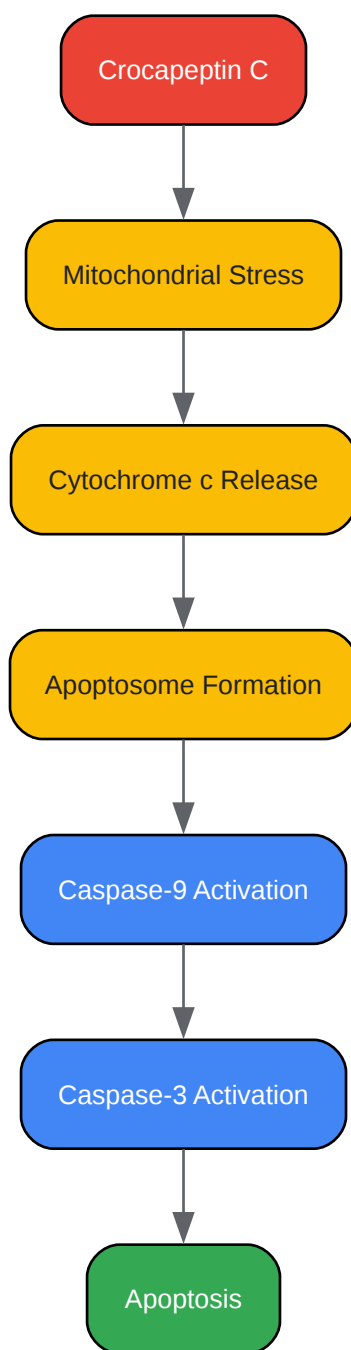 Crocapeptin C
Mitochondrial Stress
Cytochrome c Release
Apoptosome Formation
Caspase-9 Activation
Caspase-3 Activation
Apoptosis